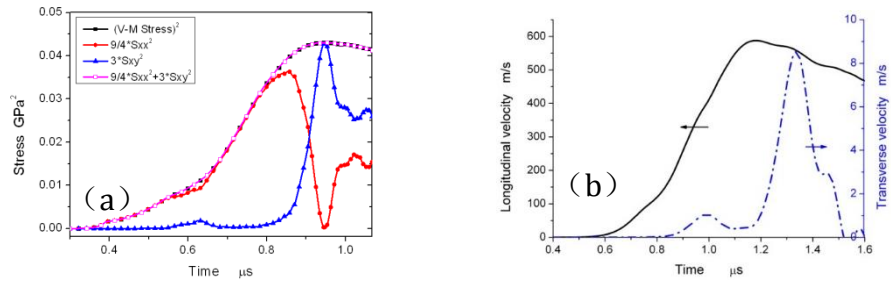 0.05
0.04
0.03
0.02
0.01
0.00
Stress GPa²
(V-M Stress)²
9/4*Sxx²
3*Sxy²
9/4*Sxx²+3*Sxy²
(a)
0.4 0.6 0.8 1.0
Time μs
600
500
400
300
200
100
0
Longitudinal velocity m/s
(b)
10
8
6
4
2
0
Transverse velocity m/s
0.4 0.6 0.8 1.0 1.2 1.4 1.6
Time μs